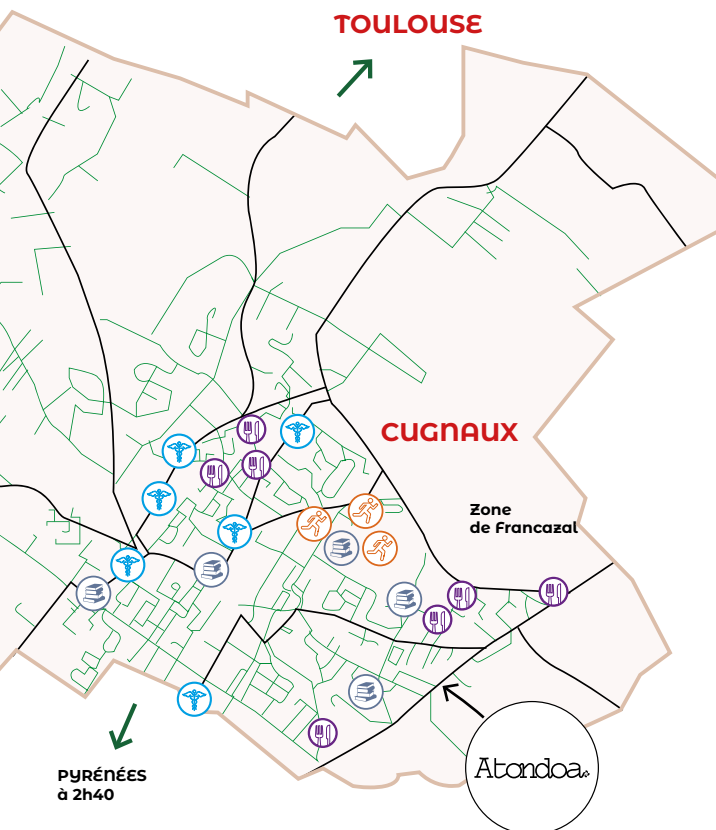 TOULOUSE
CUGNAUX
Zone
de Francazal
PYRÉNÉES
à 2h40
Atondoa